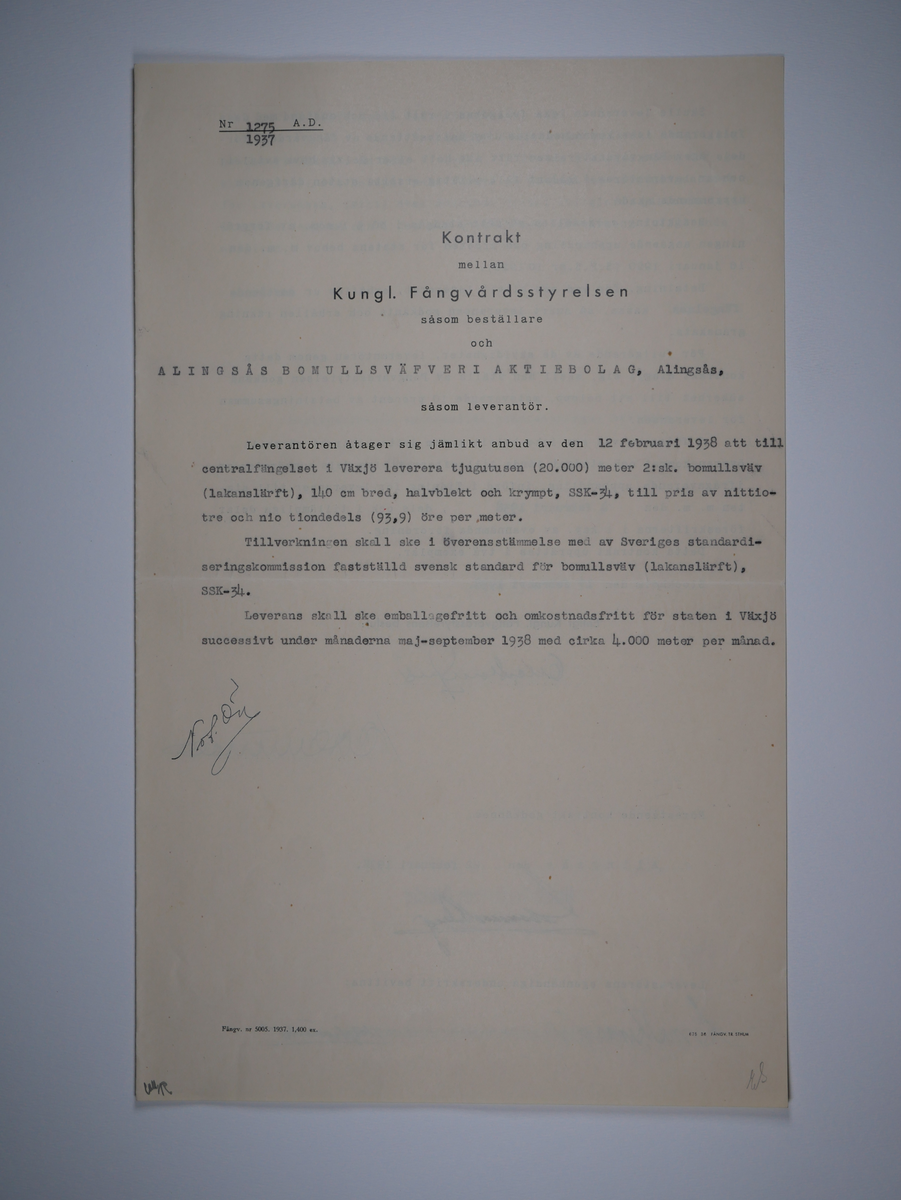 Nr 1275 A.D.
1937
Kontrakt
mellan
Kungl. Fångvårdsstyrelsen
såsom beställare
och
ALINGSÅS BOMULLSVÄFVERI AKTIEBOLAG, Alingsås,
såsom leverantör.
Leverantören åtager sig jämlikt anbud av den 12 februari 1938 att till
centralfängelset i Växjö leverera tjugutusen (20.000) meter 2:sk. bomullsväv
(lakanslärft), 140 cm bred, halvblekt och krympt, SSK-34, till pris av nittio-
tre och nio tiondedels (93,9) öre per meter.
Tillverkningen skall ske i överensstämmelse med av Sveriges standardi-
seringskommission fastställd svensk standard för bomullsväv (lakanslärft),
SSK-34.
Leverans skall ske emballagefritt och omkostnadsfritt för staten i Växjö
successivt under månaderna maj-september 1938 med cirka 4.000 meter per månad.
Fångv. nr 5005. 1937. 1,400 ex.